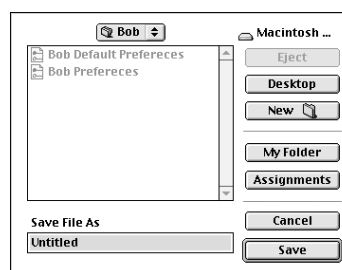 Bob
Macintosh ...
Bob Default Prefereces
Bob Prefereces
Eject
Desktop
New
My Folder
Assignments
Save File As
Untitled
Cancel
Save